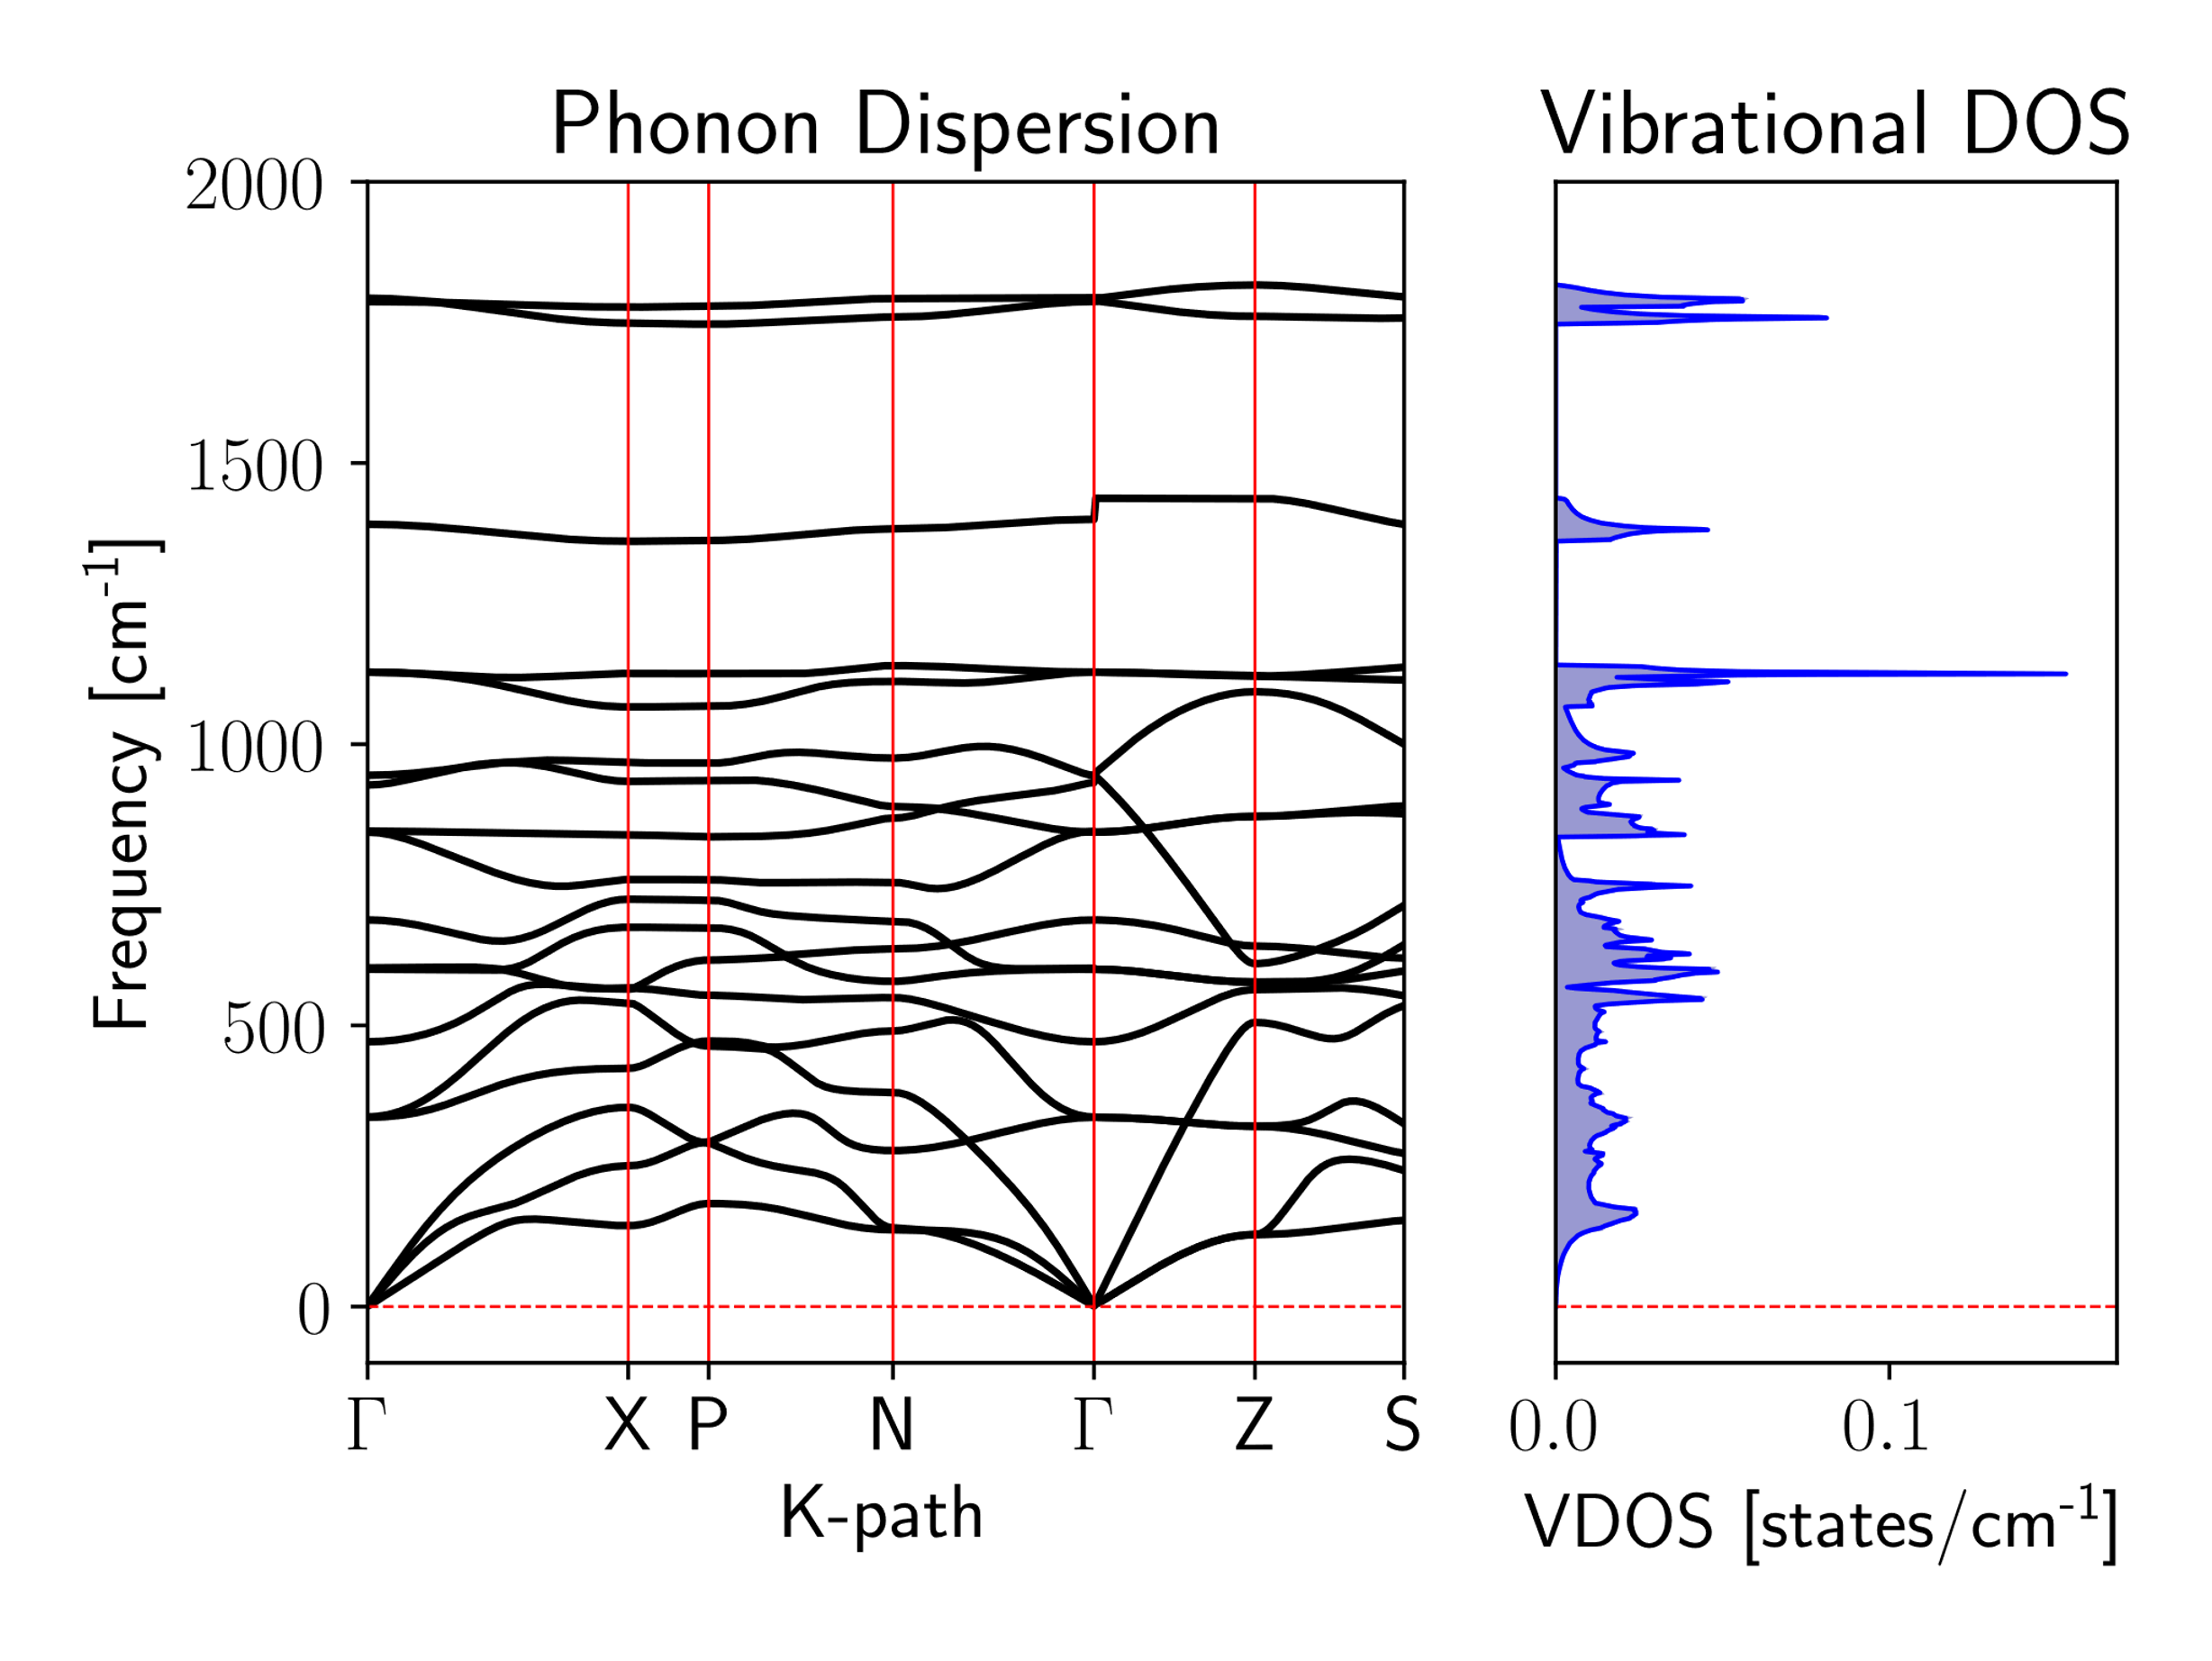 Phonon Dispersion
Vibrational DOS
2000
1500
1000
500
0
Frequency [cm-1]
Γ X P N Γ Z S
K-path
0.0 0.1
VDOS [states/cm-1]